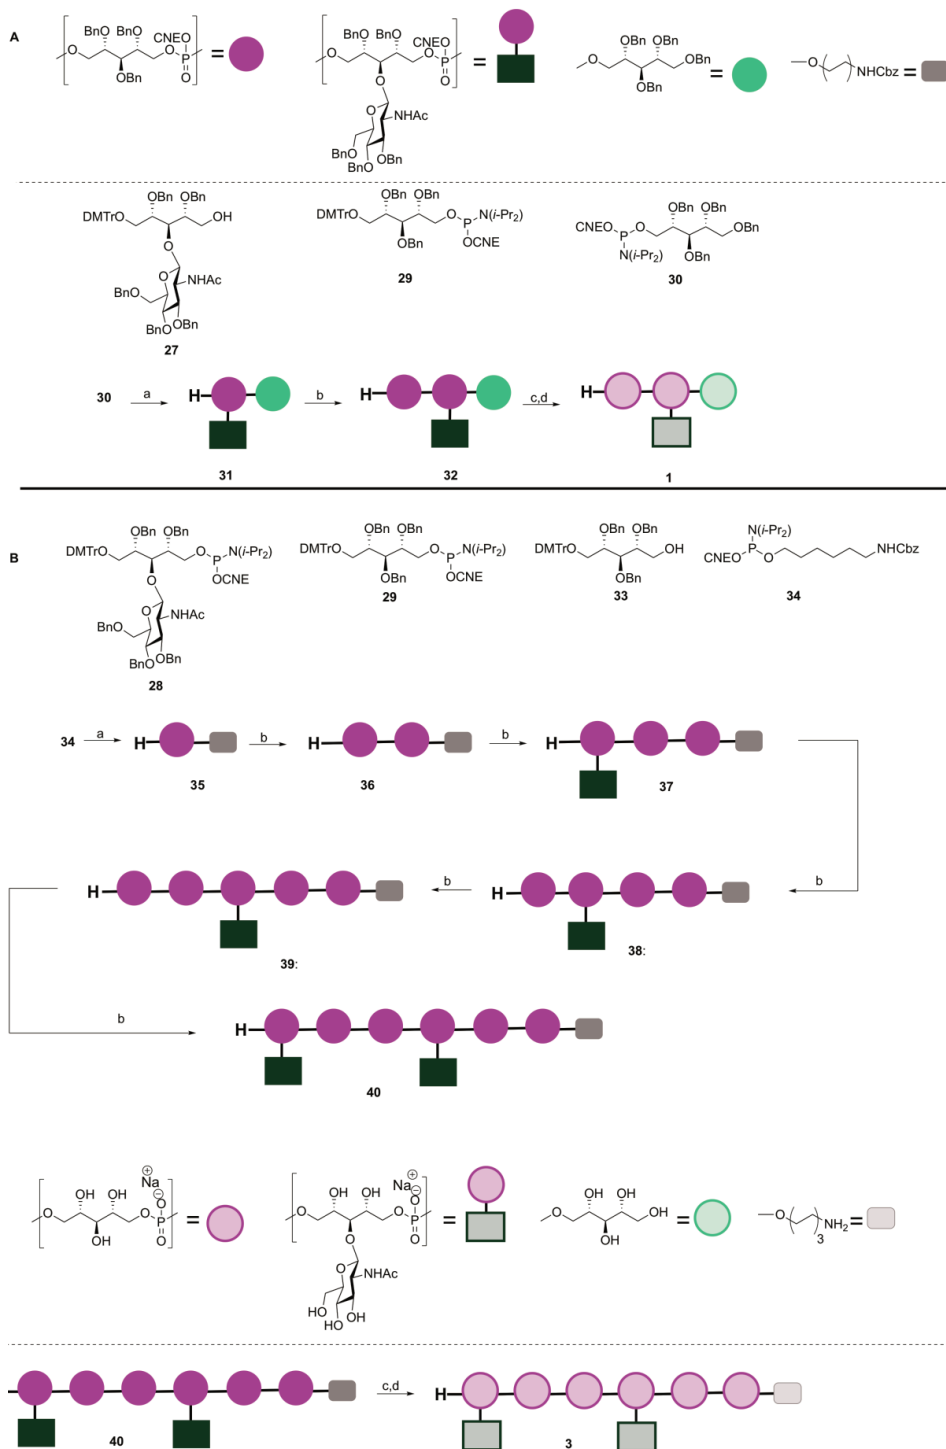 A
BnO OBn CNEO
O O P O
OBn
=
BnO OBn CNEO
O O P O
O
O NHAc
BnO BnO OBn
=
OBn OBn
O OBn
OBn
=
O NHCbz =
OBn OBn
DMTrO OH
O
O NHAc
BnO
BnO OBn
27
OBn OBn
DMTrO O P N(i-Pr2)
OBn OCNE
29
OBn OBn
CNEO P O OBn
N(i-Pr2) OBn
30
30 a H b H c,d H
31 32 1
B
OBn OBn N(i-Pr2)
DMTrO O P
OCNE
O
O NHAc
BnO
BnO OBn
28
OBn OBn N(i-Pr2)
DMTrO O P
OBn OCNE
29
OBn OBn
DMTrO OH
OBn
33
N(i-Pr2)
CNEO P O NHCbz
34
34 a H b H b H
35 36 37
b
H b H
39: 38:
b
H
40
OH OH Na ⊕ O ⊖
O O P O
OH
=
OH OH Na ⊕ O ⊖
O O P O
O
O NHAc
HO HO OH
=
OH OH
O OH
OH
=
O 3 NH2 =
c,d
H
40 3